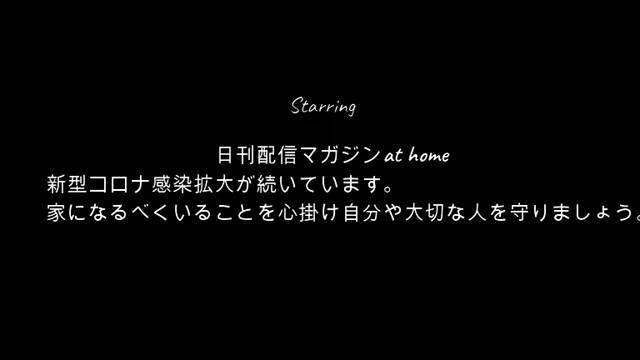 Starring
日刊配信マガジンat home
新型コロナ感染拡大が続いています。
家になるべくいることを心掛け自分や大切な人を守りましょう。